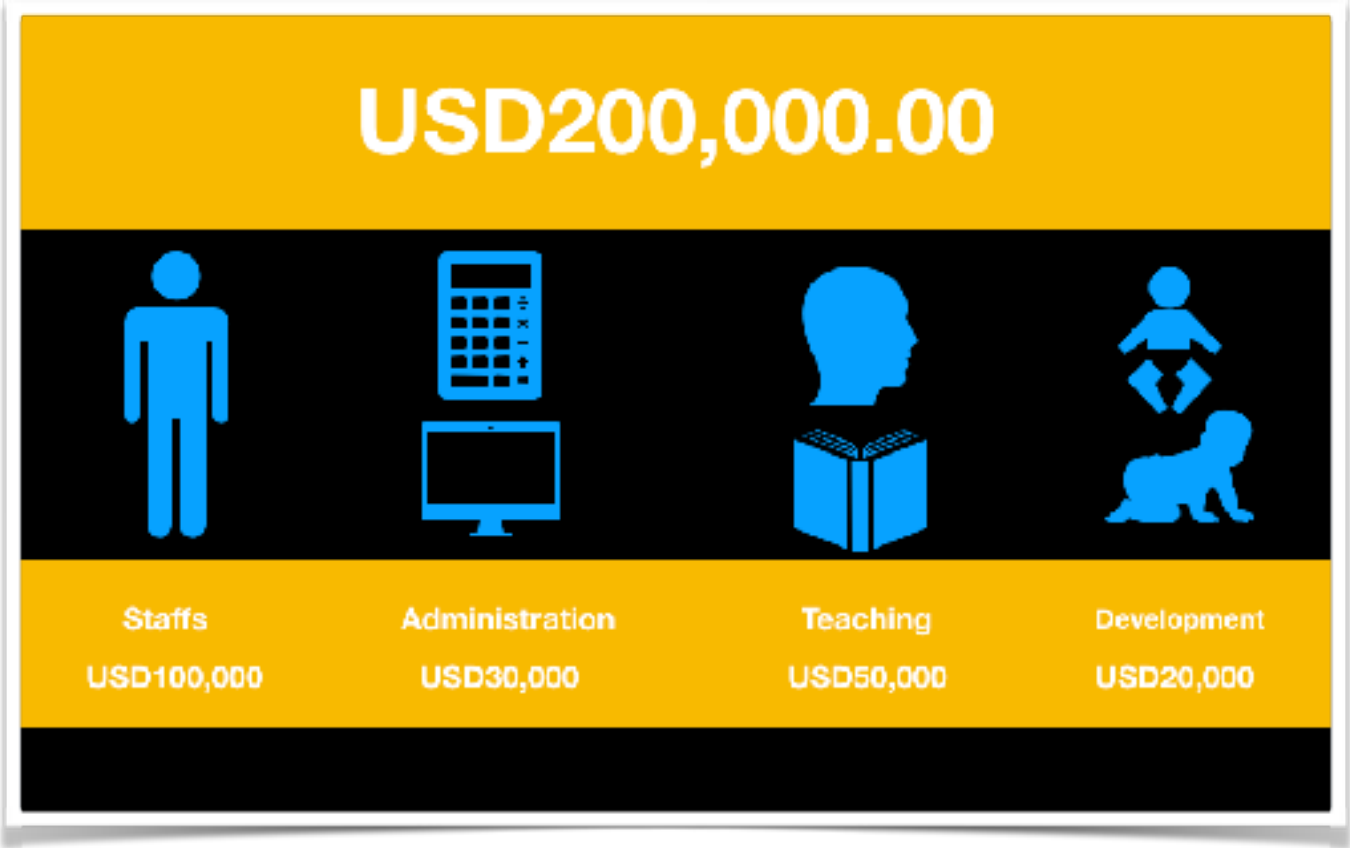 USD200,000.00
Staffs Administration Teaching Development
USD100,000 USD30,000 USD50,000 USD20,000